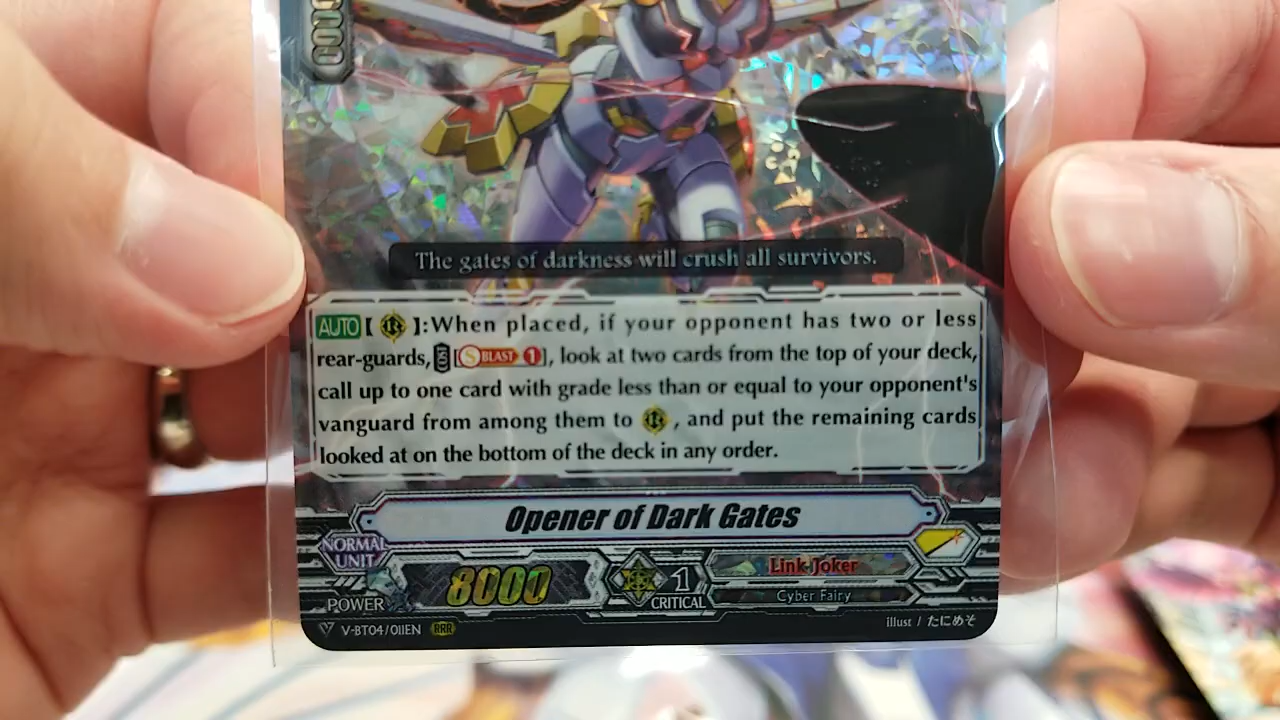 The gates of darkness will crush all survivors.
AUTO【 R 】:When placed, if your opponent has two or less
rear-guards, COST [S BLAST 1], look at two cards from the top of your deck,
call up to one card with grade less than or equal to your opponent's
vanguard from among them to R , and put the remaining cards
looked at on the bottom of the deck in any order.
Opener of Dark Gates
NORMAL
UNIT
POWER 8000 1 CRITICAL
Link Joker
Cyber Fairy
V-BT04/011EN RRR
illust / たにめそ